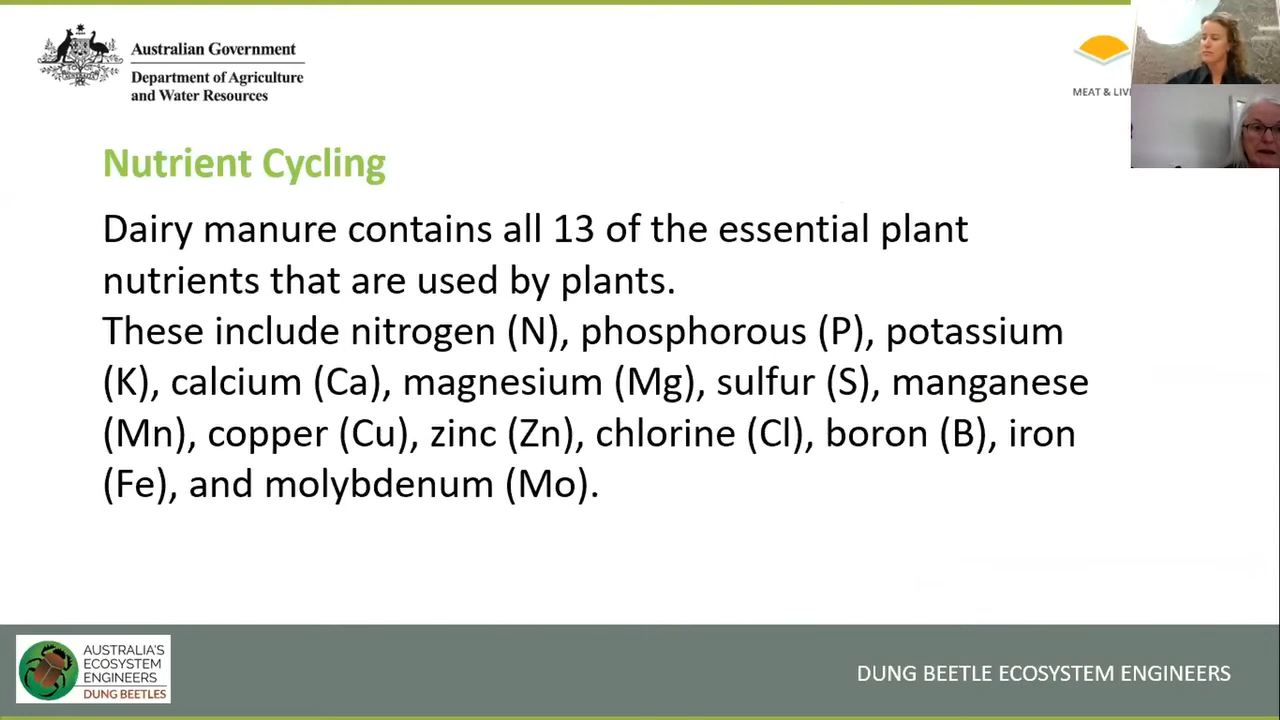 Australian Government
Department of Agriculture
and Water Resources
MEAT & LIV
Nutrient Cycling
Dairy manure contains all 13 of the essential plant
nutrients that are used by plants.
These include nitrogen (N), phosphorous (P), potassium
(K), calcium (Ca), magnesium (Mg), sulfur (S), manganese
(Mn), copper (Cu), zinc (Zn), chlorine (Cl), boron (B), iron
(Fe), and molybdenum (Mo).
AUSTRALIA'S
ECOSYSTEM
ENGINEERS
DUNG BEETLES
DUNG BEETLE ECOSYSTEM ENGINEERS